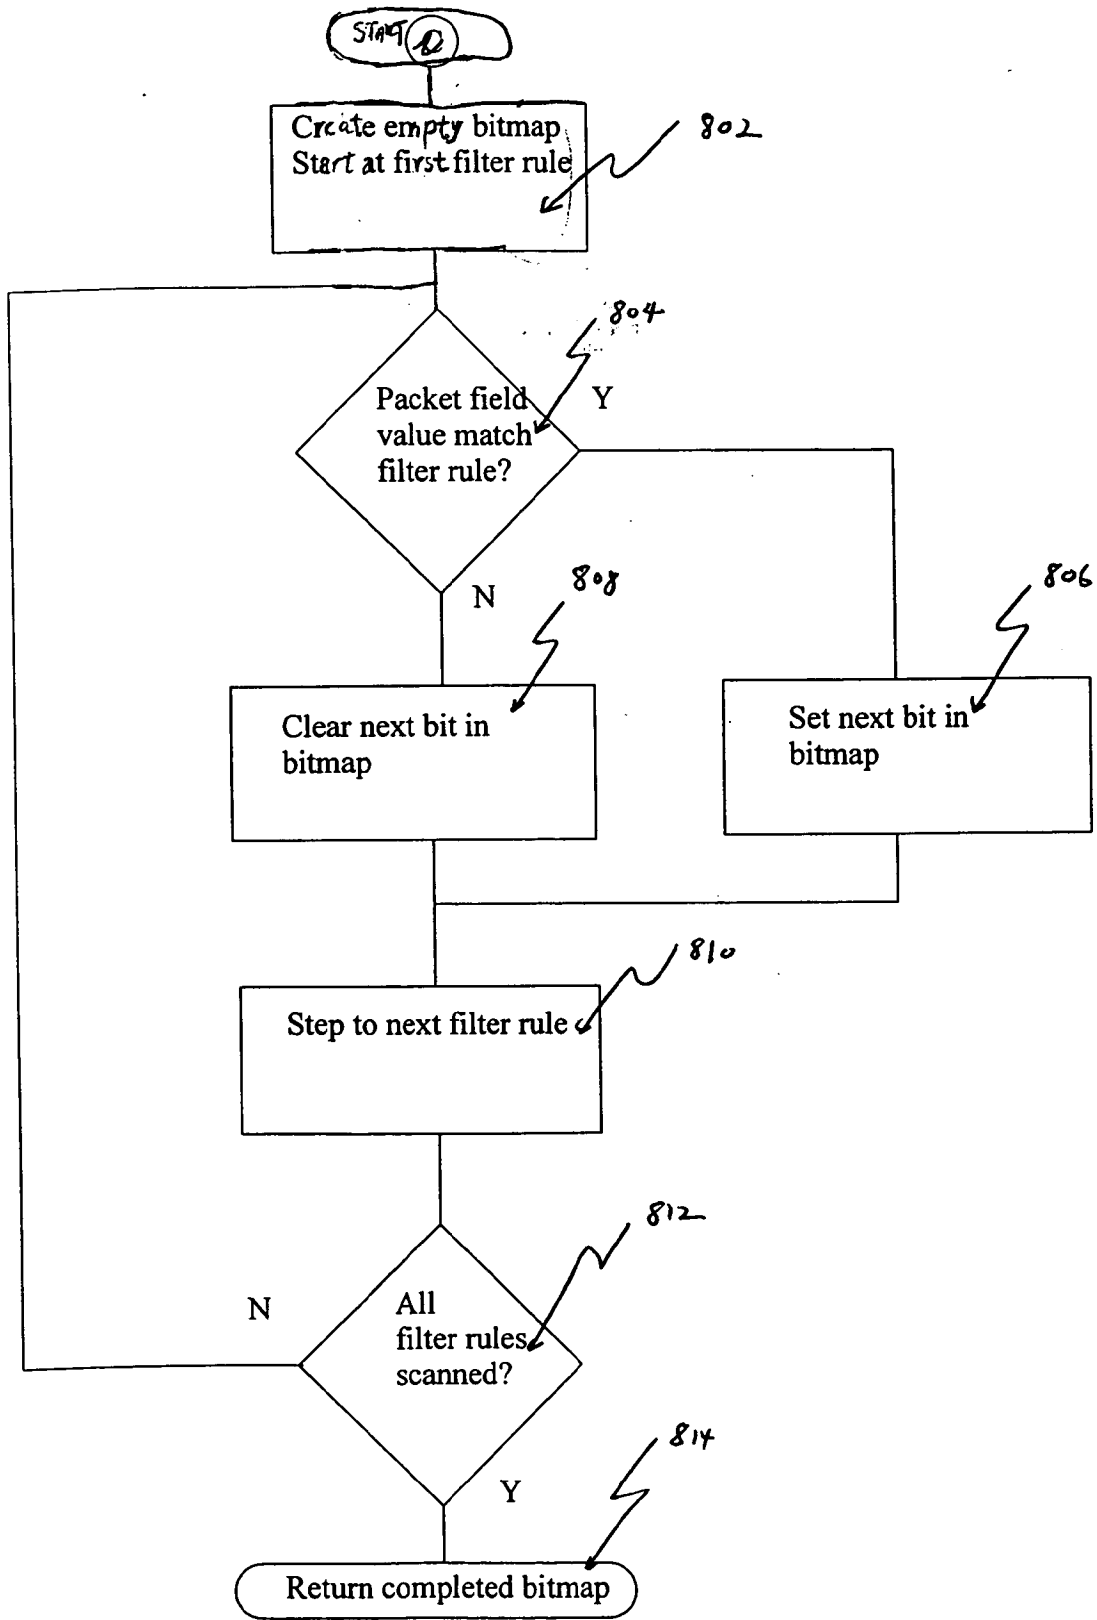 START
Create empty bitmap
Start at first filter rule
802
804
Packet field
value match
filter rule?
Y
N
808
806
Clear next bit in
bitmap
Set next bit in
bitmap
810
Step to next filter rule
812
N
All
filter rules
scanned?
814
Y
Return completed bitmap